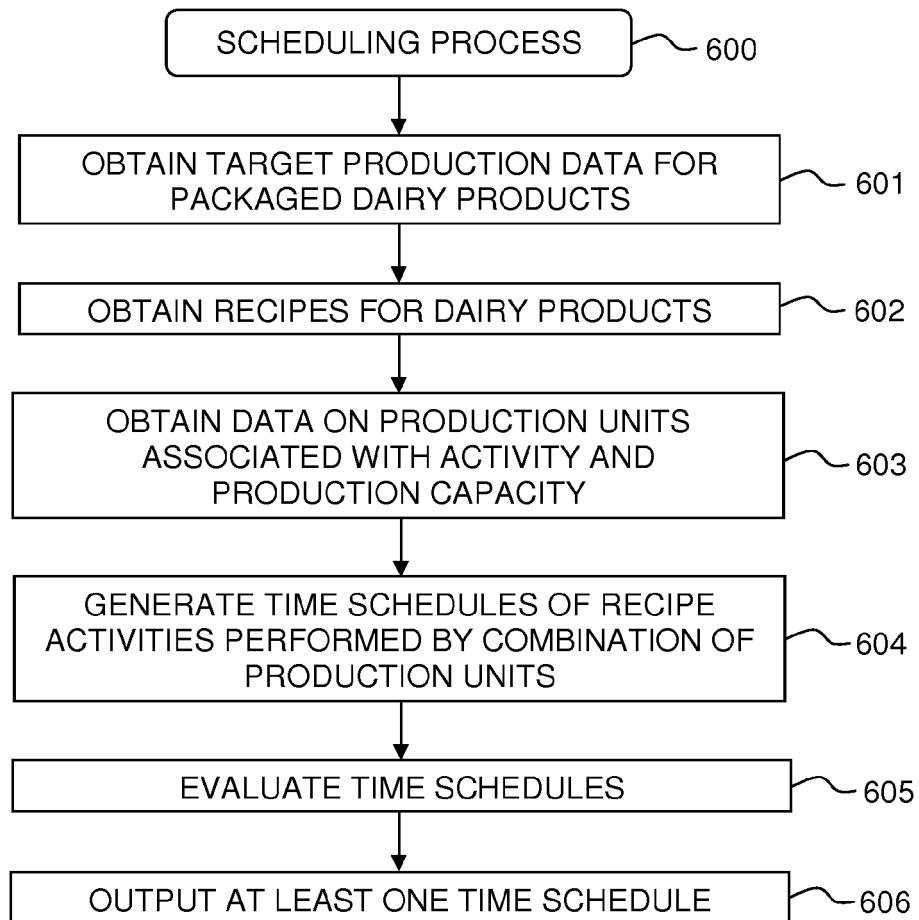 SCHEDULING PROCESS
600
OBTAIN TARGET PRODUCTION DATA FOR
PACKAGED DAIRY PRODUCTS
601
OBTAIN RECIPES FOR DAIRY PRODUCTS
602
OBTAIN DATA ON PRODUCTION UNITS
ASSOCIATED WITH ACTIVITY AND
PRODUCTION CAPACITY
603
GENERATE TIME SCHEDULES OF RECIPE
ACTIVITIES PERFORMED BY COMBINATION OF
PRODUCTION UNITS
604
EVALUATE TIME SCHEDULES
605
OUTPUT AT LEAST ONE TIME SCHEDULE
606